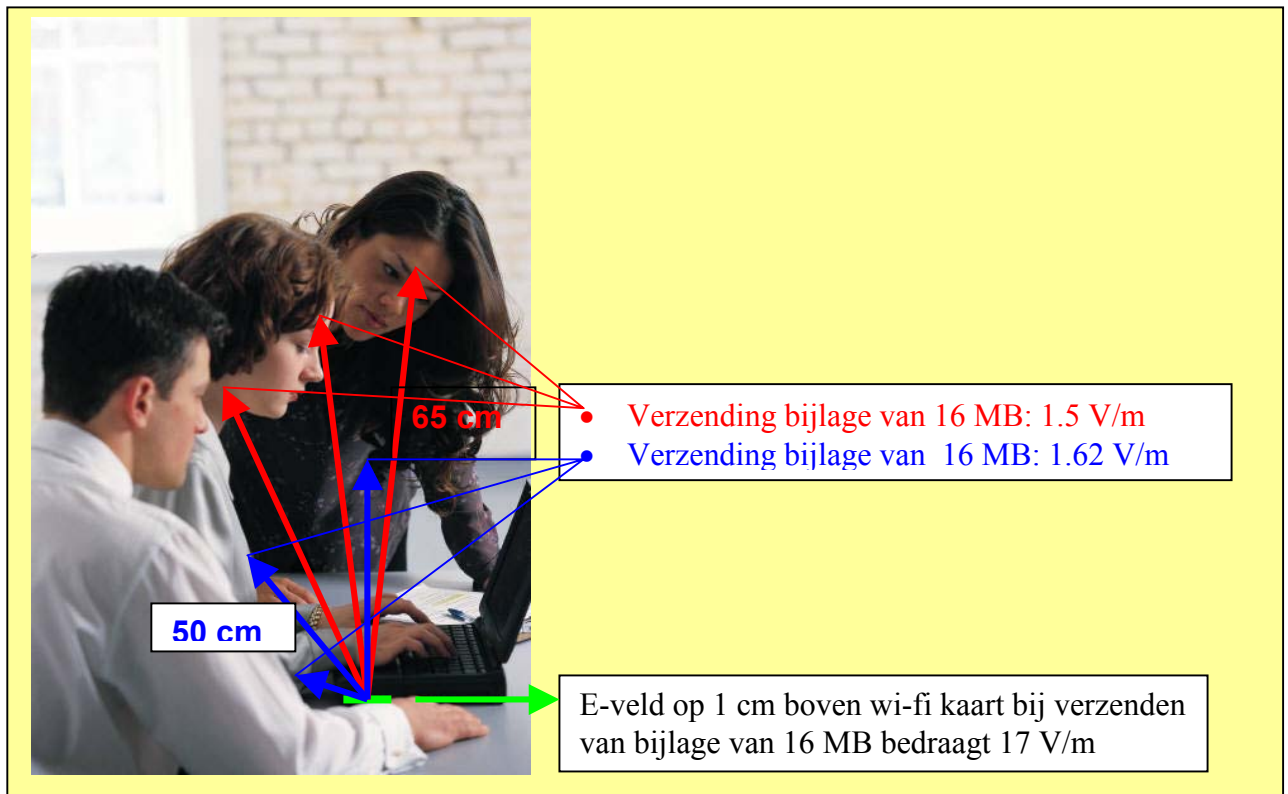 65 cm
• Verzending bijlage van 16 MB: 1.5 V/m
• Verzending bijlage van 16 MB: 1.62 V/m
50 cm
E-veld op 1 cm boven wi-fi kaart bij verzenden
van bijlage van 16 MB bedraagt 17 V/m